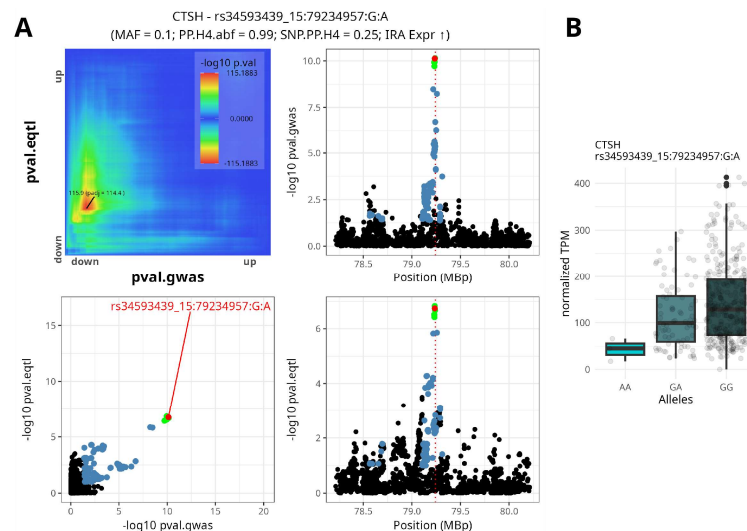 A
CTSH - rs34593439_15:79234957:G:A
(MAF = 0.1; PP.H4.abf = 0.99; SNP.PP.H4 = 0.25; IRA Expr ↑)
-log10 p.val
115.1883
0.0000
-115.1883
up
pval.eqtl
down
115.9 (padj = 114.4)
down
up
pval.gwas
10.0
7.5
5.0
2.5
0.0
-log10 pval.gwas
78.5
79.0
79.5
80.0
Position (MBp)
rs34593439_15:79234957:G:A
15
10
5
0
-log10 pval.eqtl
0
5
10
15
20
-log10 pval.gwas
6
4
2
0
-log10 pval.eqtl
78.5
79.0
79.5
80.0
Position (MBp)
B
CTSH
rs34593439_15:79234957:G:A
400
300
200
100
0
normalized TPM
AA
GA
GG
Alleles